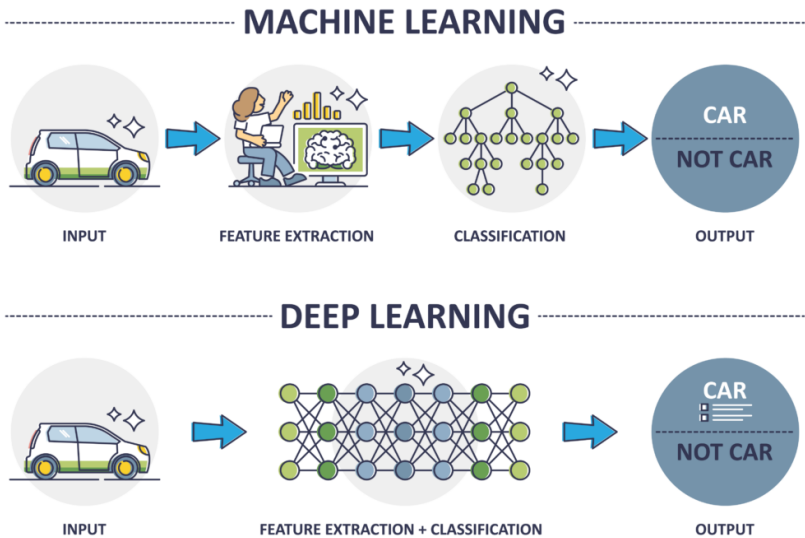 MACHINE LEARNING
CAR
NOT CAR
INPUT
FEATURE EXTRACTION
CLASSIFICATION
OUTPUT
DEEP LEARNING
CAR
NOT CAR
INPUT
FEATURE EXTRACTION + CLASSIFICATION
OUTPUT